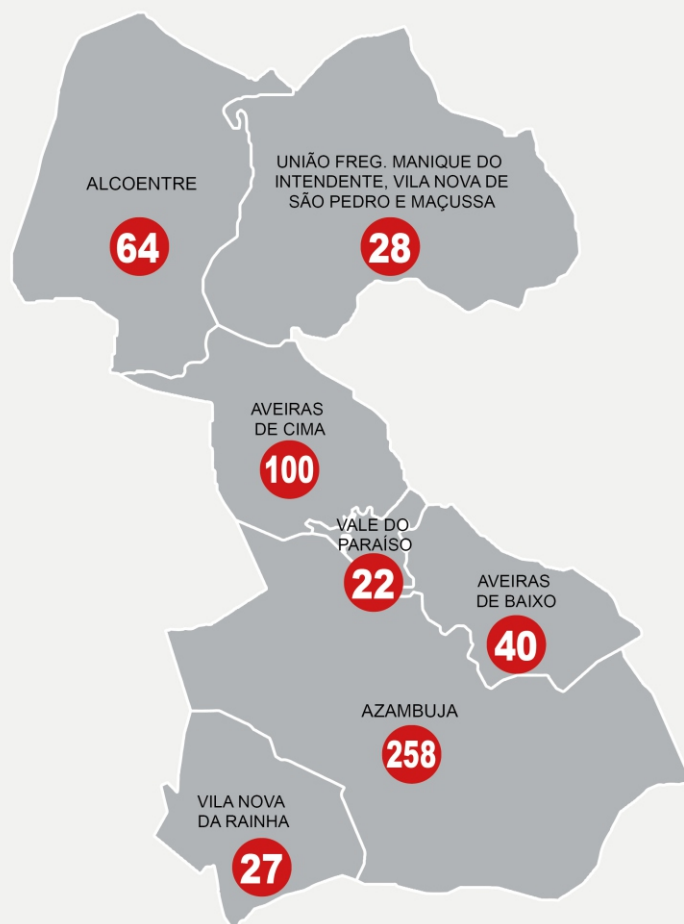 ALCOENTRE
64
UNIÃO FREG. MANIQUE DO
INTENDENTE, VILA NOVA DE
SÃO PEDRO E MAÇUSSA
28
AVEIRAS
DE CIMA
100
VALE DO
PARAÍSO
22
AVEIRAS
DE BAIXO
40
AZAMBUJA
258
VILA NOVA
DA RAINHA
27